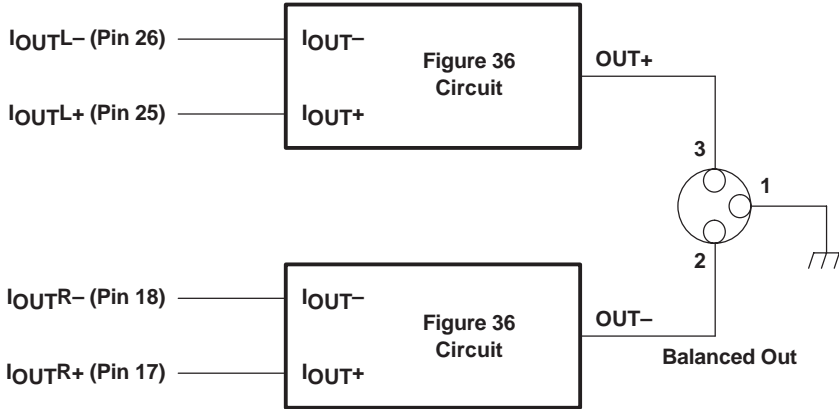 IOUTL– (Pin 26)
IOUT–
Figure 36
Circuit
OUT+
IOUTL+ (Pin 25)
IOUT+
3
1
2
IOUTR– (Pin 18)
IOUT–
Figure 36
Circuit
OUT–
Balanced Out
IOUTR+ (Pin 17)
IOUT+